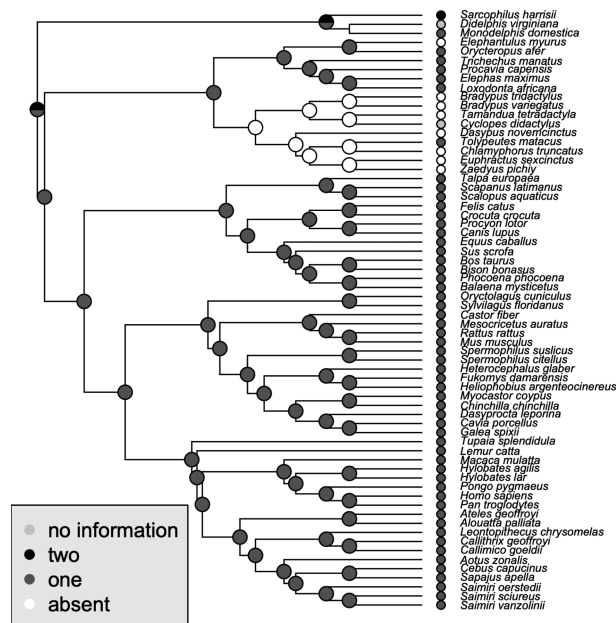 Sarcophilus harrisii
Didelphis virginiana
Monodelphis domestica
Elephantulus myurus
Orycteropus afer
Trichechus manatus
Procavia capensis
Elephas maximus
Loxodonta africana
Bradypus tridactylus
Bradypus variegatus
Tamandua tetradactyla
Cyclopes didactylus
Dasypus novemcinctus
Tolypeutes matacus
Chlamyphorus truncatus
Euphractus sexcinctus
Zaedyus pichiy
Talpa europaea
Scapanus latimanus
Scalopus aquaticus
Felis catus
Crocuta crocuta
Procyon lotor
Canis lupus
Equus caballus
Sus scrofa
Bos taurus
Bison bonasus
Phocoena phocoena
Balaena mysticetus
Oryctolagus cuniculus
Sylvilagus floridanus
Castor fiber
Mesocricetus auratus
Rattus rattus
Mus musculus
Spermophilus suslicus
Spermophilus citellus
Heterocephalus glaber
Fukomys damarensis
Heliophobius argenteocinereus
Myocastor coypus
Chinchilla chinchilla
Dasyprocta leporina
Cavia porcellus
Galea spixii
Tupaia splendidula
Lemur catta
Macaca mulatta
Hylobates agilis
Hylobates lar
Pongo pygmaeus
Homo sapiens
Pan troglodytes
Ateles geoffroyi
Alouatta palliata
Leontopithecus chrysomelas
Callithrix geoffroyi
Callimico goeldii
Aotus zonalis
Cebus capucinus
Sapajus apella
Saimiri oerstedii
Saimiri sciureus
Saimiri vanzolinii
no information
two
one
absent